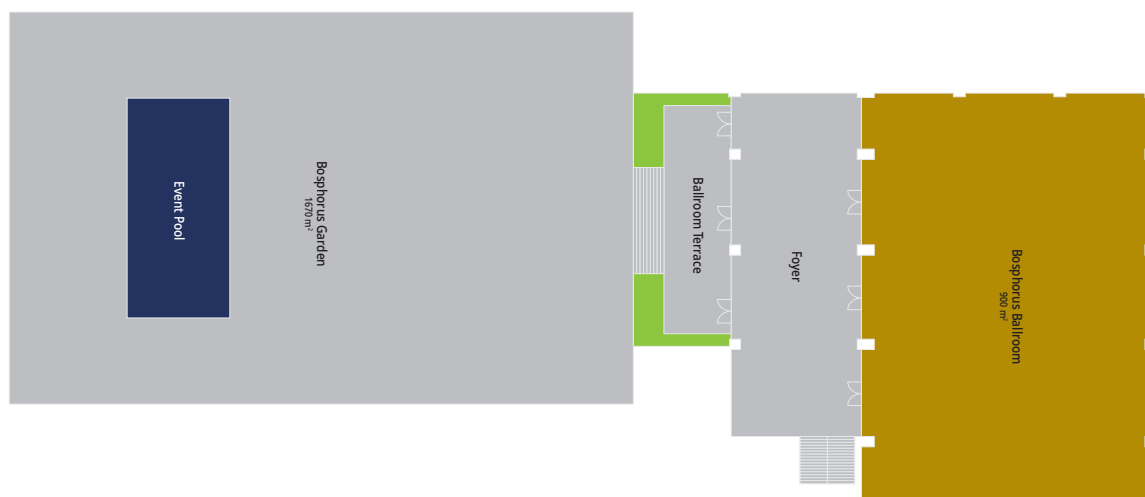 Event Pool
Bosphorus Garden
1670 m²
Ballroom Terrace
Foyer
Bosphorus Ballroom
900 m²